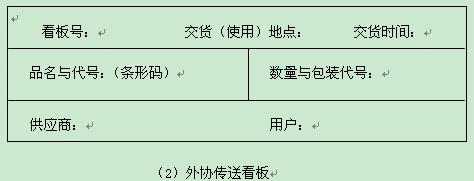 看板号： 交货（使用）地点： 交货时间：
品名与代号：（条形码） 数量与包装代号：
供应商： 用户：
（2）外协传送看板